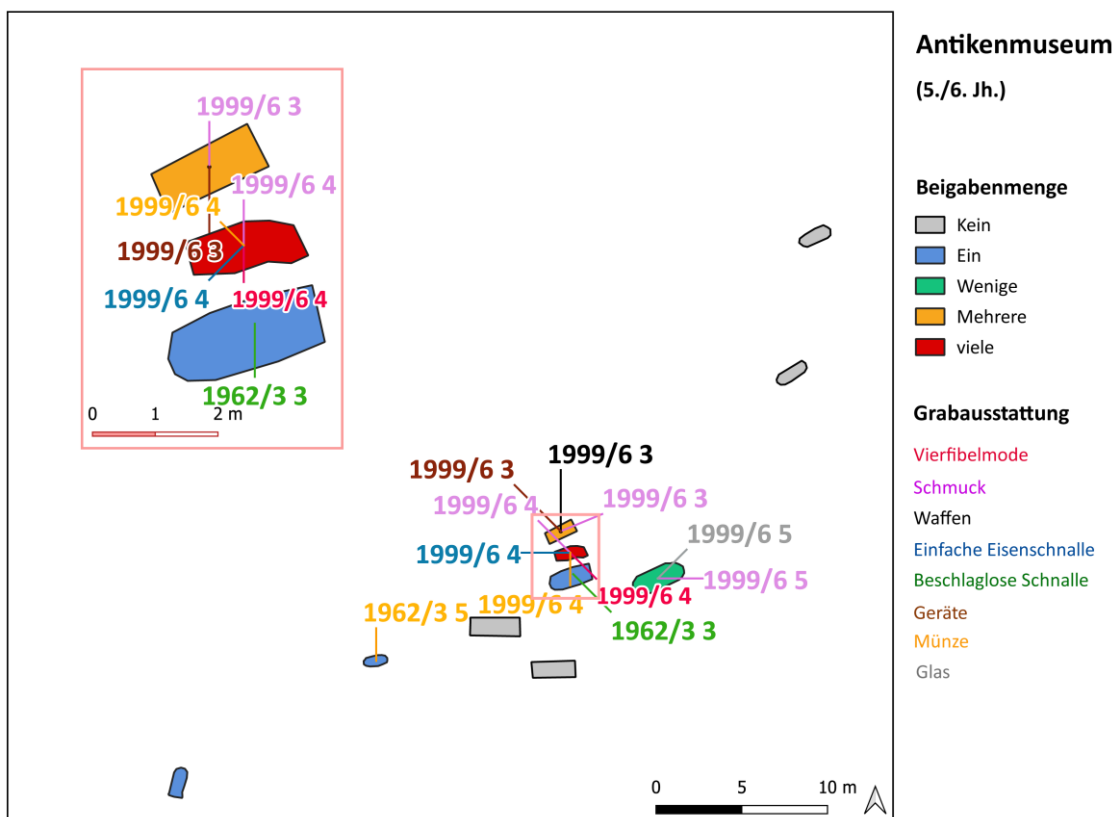 Antikenmuseum
(5./6. Jh.)
Beigabenmenge
Kein
Ein
Wenige
Mehrere
viele
Grabausstattung
Vierfibelmode
Schmuck
Waffen
Einfache Eisenschnalle
Beschlaglose Schnalle
Geräte
Münze
Glas
1999/6 3
1999/6 4
1999/6 4
1999/6 3
1999/6 4
1999/6 4
1962/3 3
0 1 2 m
1999/6 3
1999/6 3
1999/6 4
1999/6 3
1999/6 5
1999/6 4
1999/6 5
1999/6 4
1999/6 4
1962/3 5
1962/3 3
0 5 10 m